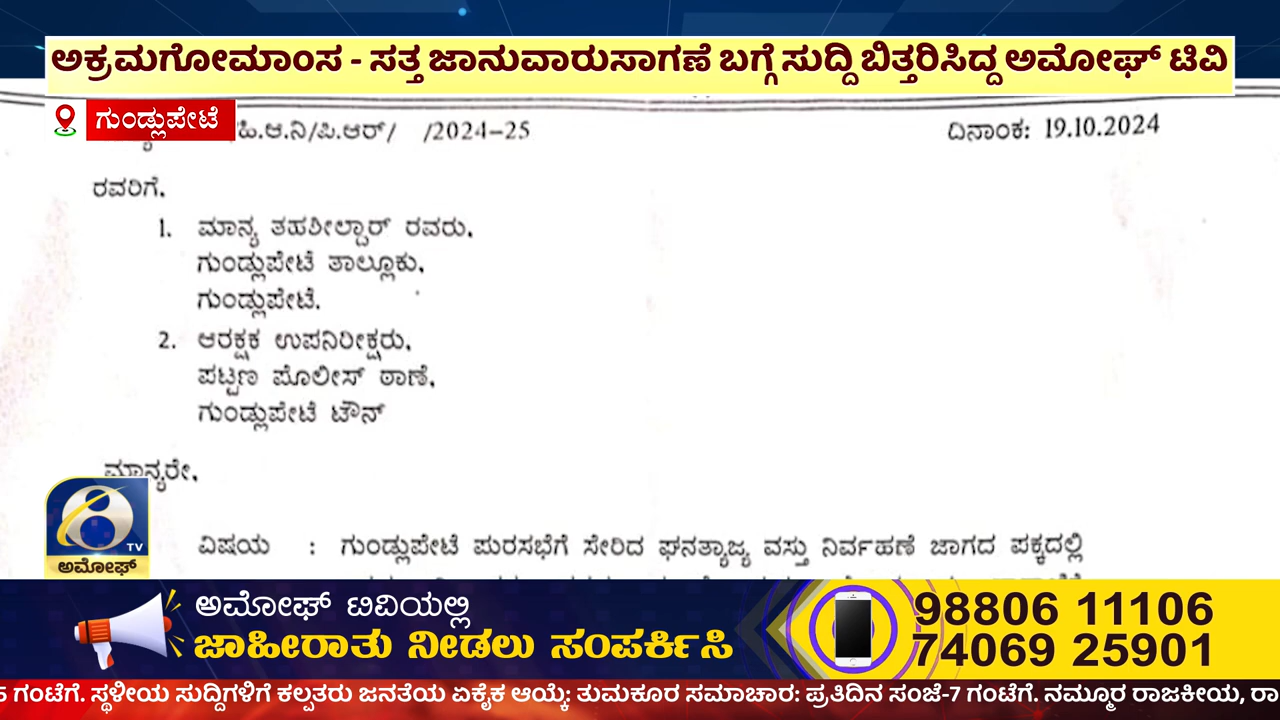 ಅಕ್ರಮಗೋಮಾಂಸ - ಸತ್ತ ಜಾನುವಾರುಸಾಗಣೆ ಬಗ್ಗೆ ಸುದ್ದಿ ಬಿತ್ತರಿಸಿದ್ದ ಅಮೋಘ್ ಟಿವಿ
ಗುಂಡ್ಲುಪೇಟೆ
/ಹಿ.ಆ.ನಿ/ಪಿ.ಆರ್/ /2024-25 ದಿನಾಂಕ: 19.10.2024
ರವರಿಗೆ,
1. ಮಾನ್ಯ ತಹಶೀಲ್ದಾರ್ ರವರು,
ಗುಂಡ್ಲುಪೇಟೆ ತಾಲ್ಲೂಕು,
ಗುಂಡ್ಲುಪೇಟೆ.
2. ಆರಕ್ಷಕ ಉಪನಿರೀಕ್ಷರು,
ಪಟ್ಟಣ ಪೊಲೀಸ್ ಠಾಣೆ,
ಗುಂಡ್ಲುಪೇಟೆ ಟೌನ್
ಮಾನ್ಯರೇ,
ವಿಷಯ : ಗುಂಡ್ಲುಪೇಟೆ ಪುರಸಭೆಗೆ ಸೇರಿದ ಘನತ್ಯಾಜ್ಯ ವಸ್ತು ನಿರ್ವಹಣೆ ಜಾಗದ ಪಕ್ಕದಲ್ಲಿ
TV
ಅಮೋಘ್
ಅಮೋಘ್ ಟಿವಿಯಲ್ಲಿ
ಜಾಹೀರಾತು ನೀಡಲು ಸಂಪರ್ಕಿಸಿ
98806 11106
74069 25901
5 ಗಂಟೆಗೆ. ಸ್ಥಳೀಯ ಸುದ್ದಿಗಳಿಗೆ ಕಲ್ಪತರು ಜನತೆಯ ಏಕೈಕ ಆಯ್ಕೆ: ತುಮಕೂರ ಸಮಾಚಾರ: ಪ್ರತಿದಿನ ಸಂಜೆ-7 ಗಂಟೆಗೆ. ನಮ್ಮೂರ ರಾಜಕೀಯ, ರಾ